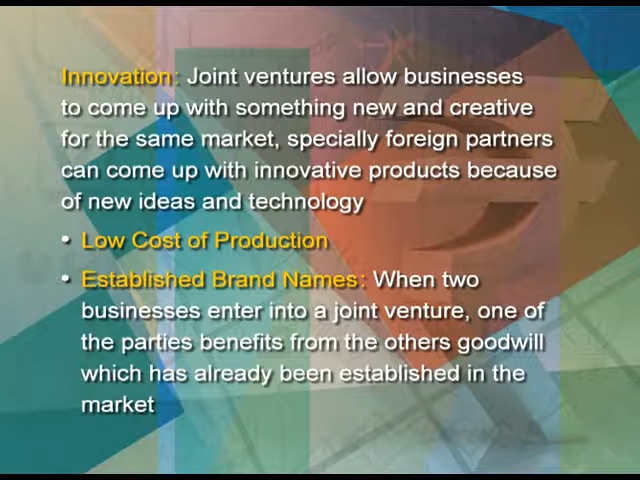 Innovation: Joint ventures allow businesses
to come up with something new and creative
for the same market, specially foreign partners
can come up with innovative products because
of new ideas and technology
• Low Cost of Production
• Established Brand Names: When two
businesses enter into a joint venture, one of
the parties benefits from the others goodwill
which has already been established in the
market